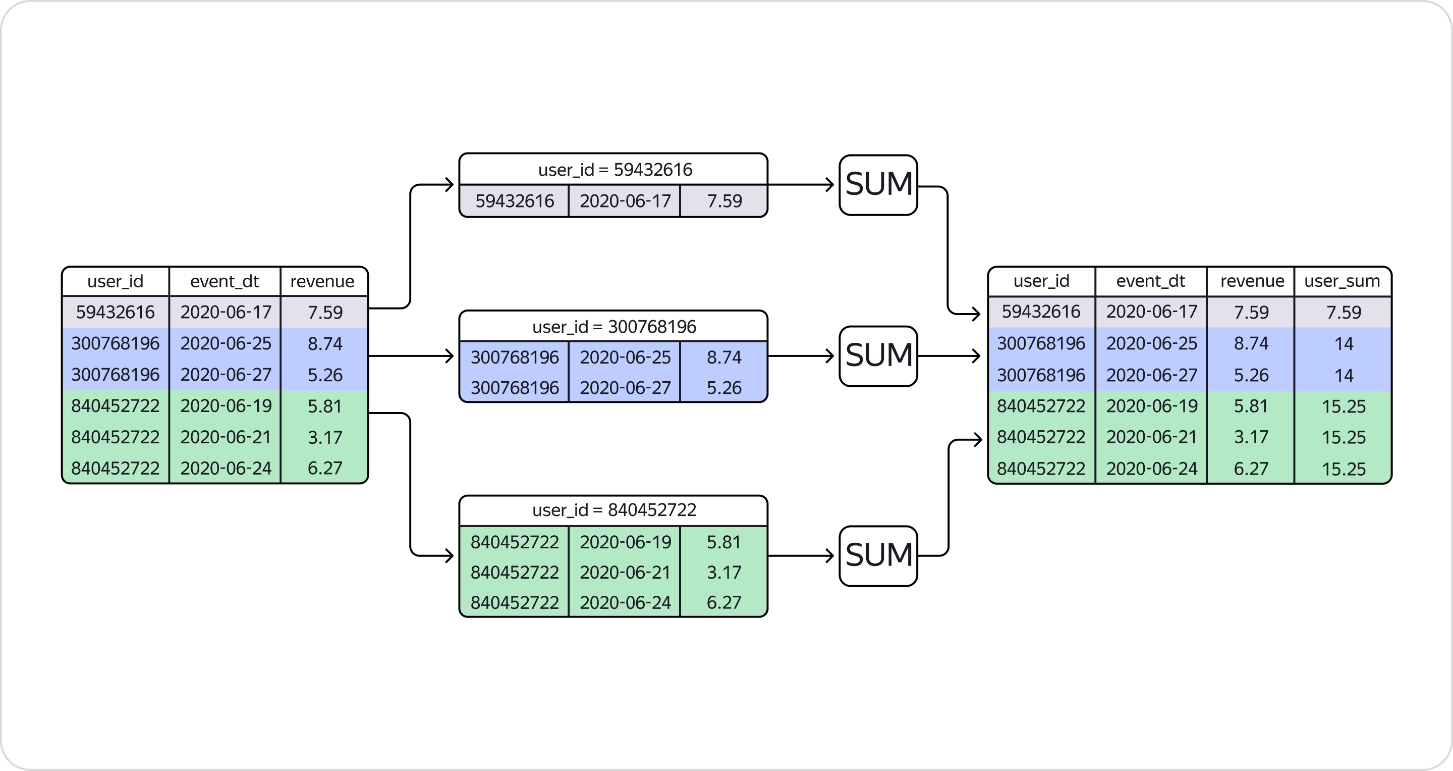 user_id event_dt revenue
59432616 2020-06-17 7.59
300768196 2020-06-25 8.74
300768196 2020-06-27 5.26
840452722 2020-06-19 5.81
840452722 2020-06-21 3.17
840452722 2020-06-24 6.27
user_id = 59432616
59432616 2020-06-17 7.59
SUM
user_id = 300768196
300768196 2020-06-25 8.74
300768196 2020-06-27 5.26
SUM
user_id = 840452722
840452722 2020-06-19 5.81
840452722 2020-06-21 3.17
840452722 2020-06-24 6.27
SUM
user_id event_dt revenue user_sum
59432616 2020-06-17 7.59 7.59
300768196 2020-06-25 8.74 14
300768196 2020-06-27 5.26 14
840452722 2020-06-19 5.81 15.25
840452722 2020-06-21 3.17 15.25
840452722 2020-06-24 6.27 15.25